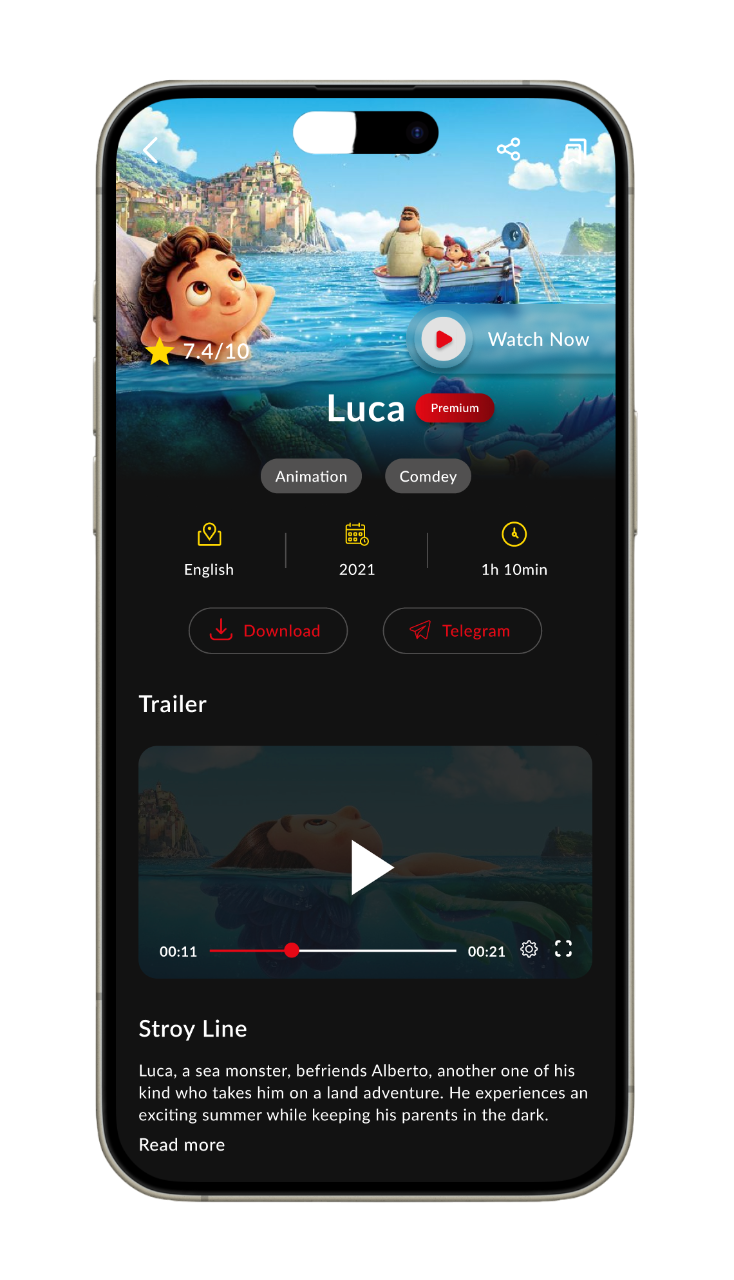 7.4/10
Watch Now
Luca
Premium
Animation
Comdey
English
2021
1h 10min
Download
Telegram
Trailer
00:11
00:21
Stroy Line
Luca, a sea monster, befriends Alberto, another one of his
kind who takes him on a land adventure. He experiences an
exciting summer while keeping his parents in the dark.
Read more